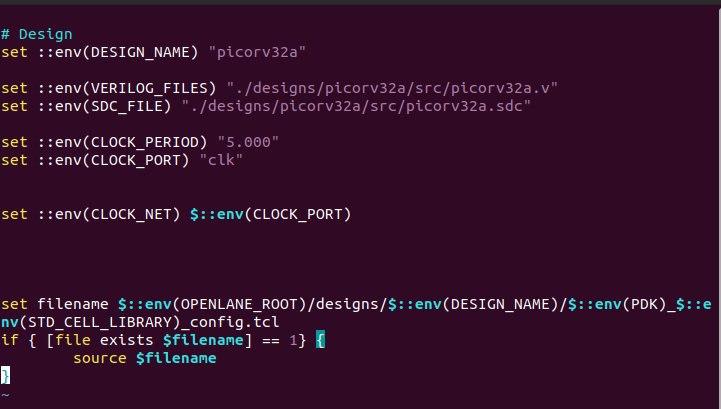 # Design
set ::env(DESIGN_NAME) "picorv32a"
set ::env(VERILOG_FILES) "./designs/picorv32a/src/picorv32a.v"
set ::env(SDC_FILE) "./designs/picorv32a/src/picorv32a.sdc"
set ::env(CLOCK_PERIOD) "5.000"
set ::env(CLOCK_PORT) "clk"
set ::env(CLOCK_NET) $::env(CLOCK_PORT)
set filename $::env(OPENLANE_ROOT)/designs/$::env(DESIGN_NAME)/$::env(PDK)_$::e
nv(STD_CELL_LIBRARY)_config.tcl
if { [file exists $filename] == 1} {
        source $filename
}
~